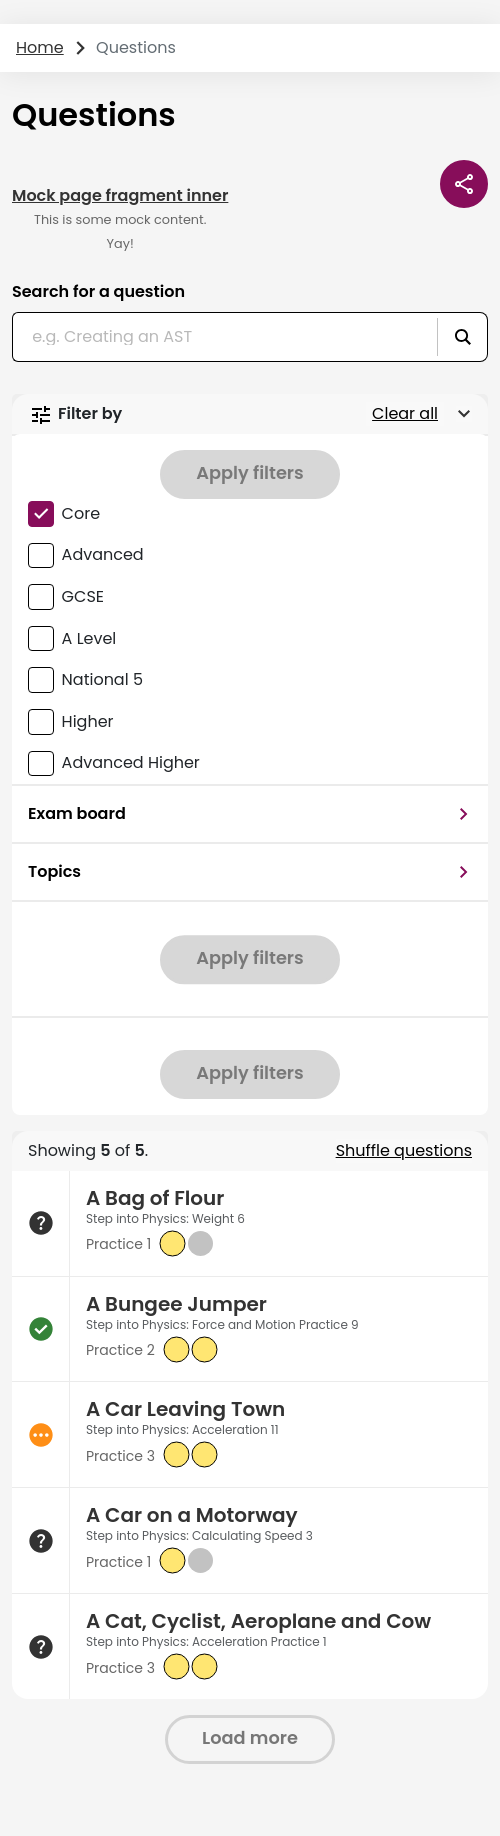 Home Questions
Questions
Mock page fragment inner
This is some mock content.
Yay!
Search for a question
e.g. Creating an AST
Filter by Clear all
Apply filters
Core
Advanced
GCSE
A Level
National 5
Higher
Advanced Higher
Exam board
Topics
Apply filters
Apply filters
Showing 5 of 5. Shuffle questions
A Bag of Flour
Step into Physics: Weight 6
Practice 1
A Bungee Jumper
Step into Physics: Force and Motion Practice 9
Practice 2
A Car Leaving Town
Step into Physics: Acceleration 11
Practice 3
A Car on a Motorway
Step into Physics: Calculating Speed 3
Practice 1
A Cat, Cyclist, Aeroplane and Cow
Step into Physics: Acceleration Practice 1
Practice 3
Load more